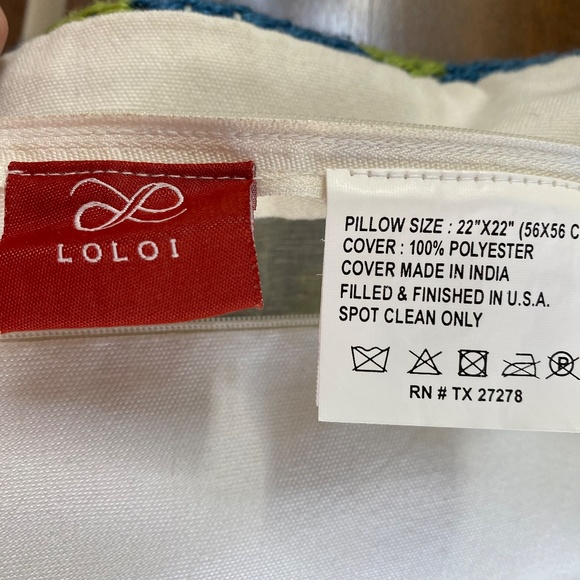 LOLOI
PILLOW SIZE : 22"X22" (56X56 C
COVER : 100% POLYESTER
COVER MADE IN INDIA
FILLED & FINISHED IN U.S.A.
SPOT CLEAN ONLY
P
RN # TX 27278